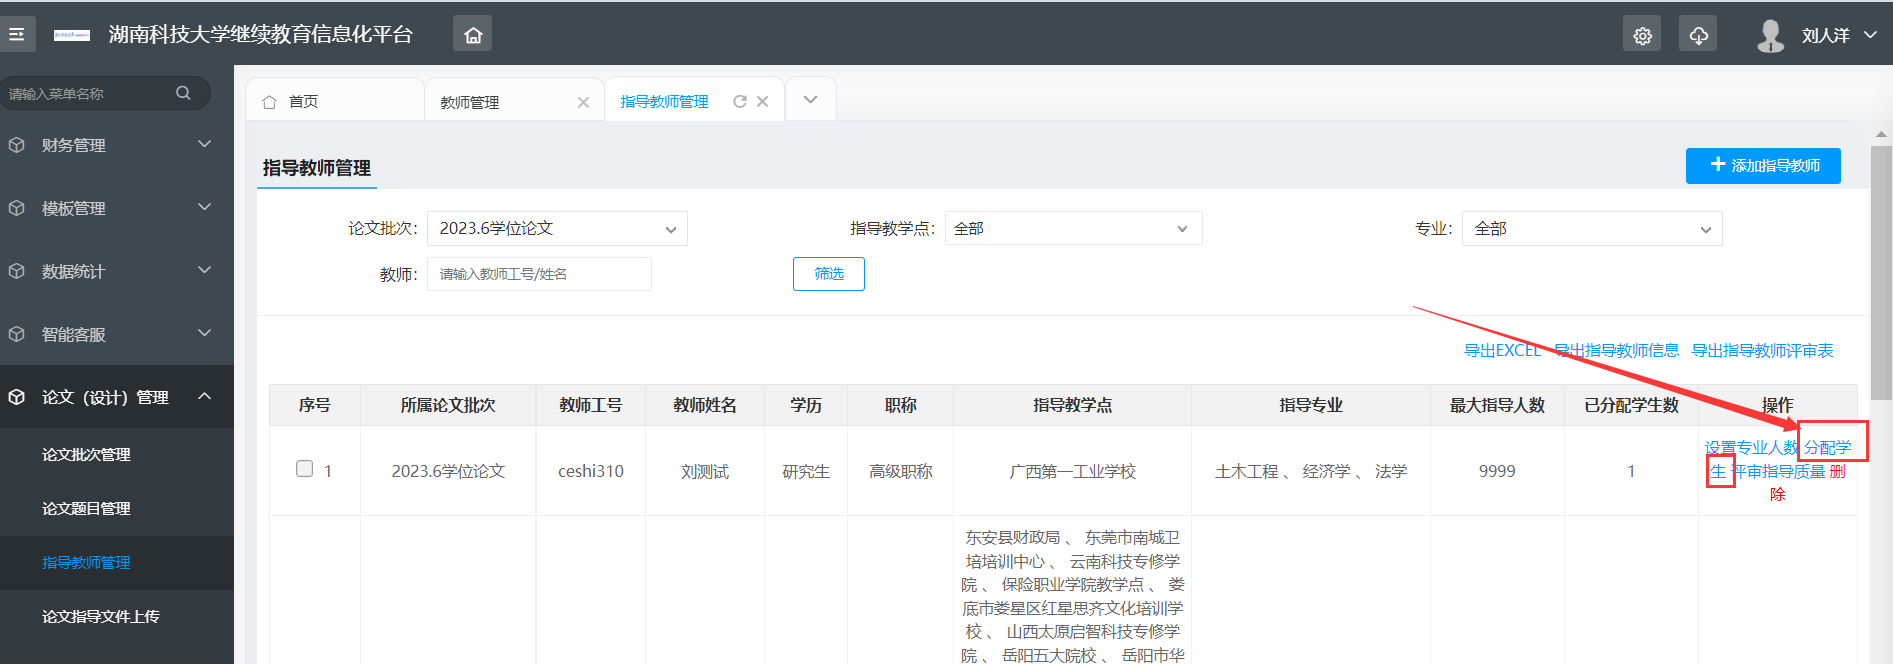 湖南科技大学继续教育信息化平台
刘人洋
请输入菜单名称
首页
教师管理
指导教师管理
财务管理
模板管理
数据统计
智能客服
论文（设计）管理
论文批次管理
论文题目管理
指导教师管理
论文指导文件上传
指导教师管理
添加指导教师
论文批次： 2023.6学位论文 指导教学点： 全部 专业： 全部
教师： 请输入教师工号/姓名 筛选
导出EXCEL 导出指导教师信息 导出指导教师评审表
序号 所属论文批次 教师工号 教师姓名 学历 职称 指导教学点 指导专业 最大指导人数 已分配学生数 操作
1 2023.6学位论文 ceshi310 刘测试 研究生 高级职称 广西第一工业学校 土木工程 、 经济学 、 法学 9999 1
设置专业人数 分配学
生 评审指导质量 删
除
东安县财政局 、 东莞市南城卫
培培训中心 、 云南科技专修学
院 、 保险职业学院教学点 、 娄
底市娄星区红星思齐文化培训学
校 、 山西太原启智科技专修学
院 、 岳阳五大院校 、 岳阳市华